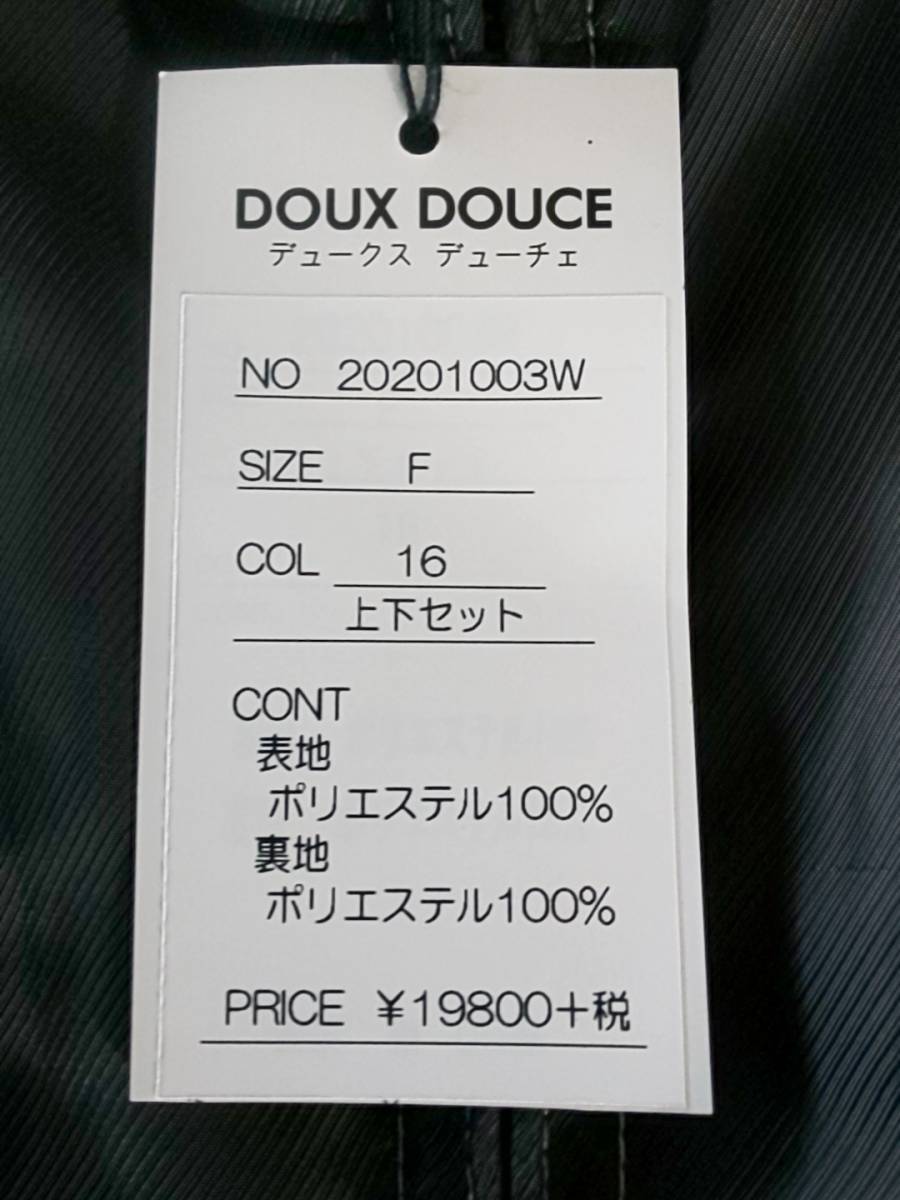 DOUX DOUCE
デュークス デューチェ
NO 20201003W
SIZE F
COL 16
上下セット
CONT
表地
ポリエステル100%
裏地
ポリエステル100%
PRICE ¥19800+税